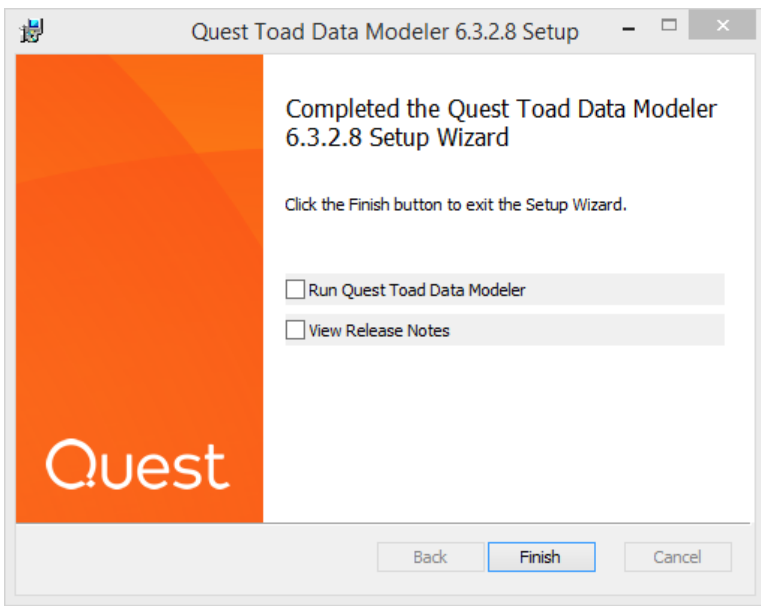 Quest Toad Data Modeler 6.3.2.8 Setup
Completed the Quest Toad Data Modeler
6.3.2.8 Setup Wizard
Click the Finish button to exit the Setup Wizard.
Run Quest Toad Data Modeler
View Release Notes
Quest
Back
Finish
Cancel